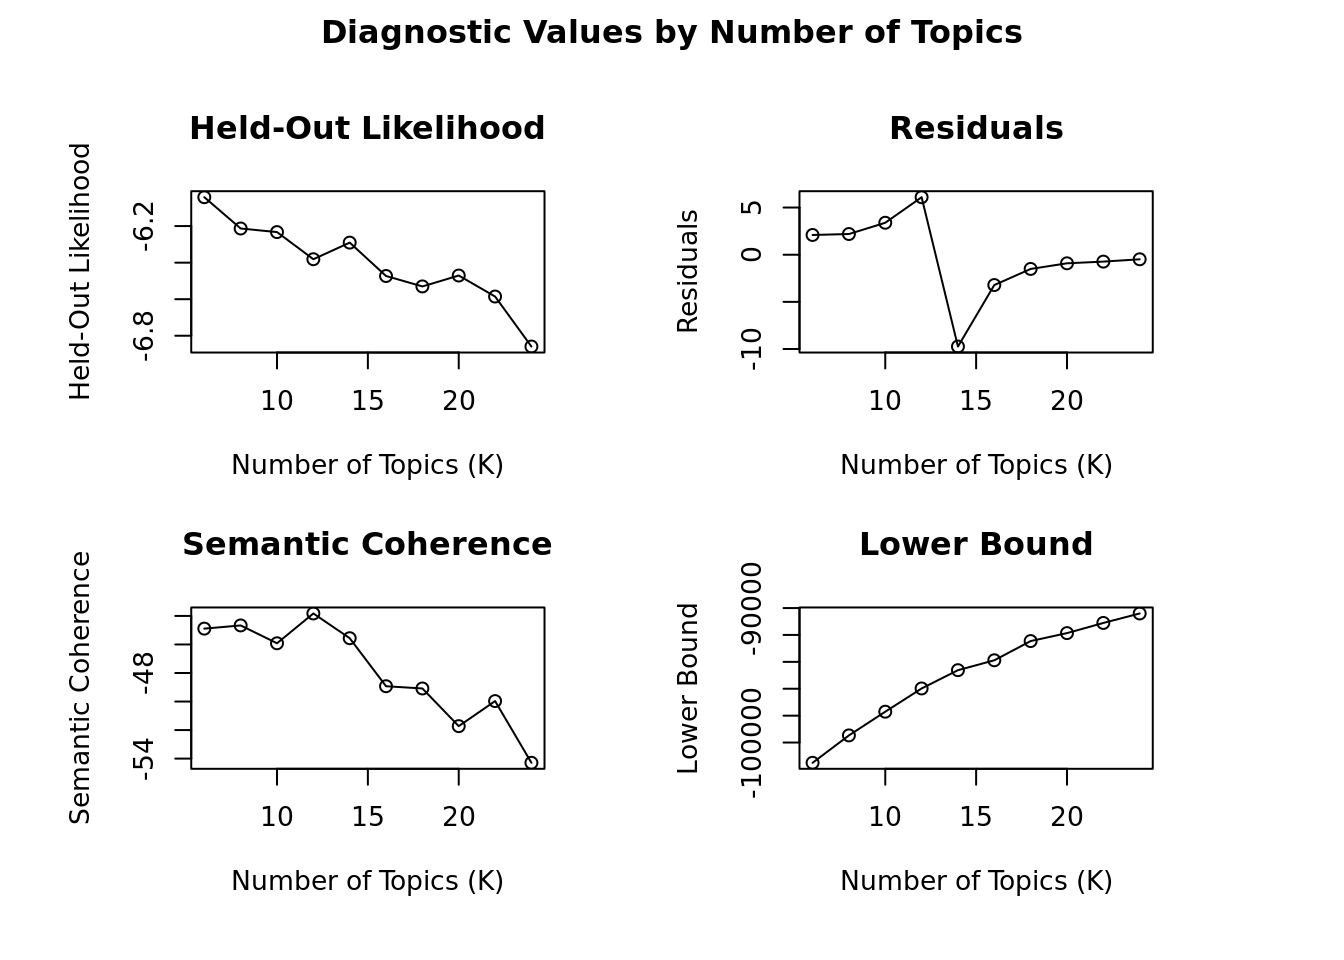 Diagnostic Values by Number of Topics
Held-Out Likelihood
Held-Out Likelihood
-6.2
-6.8
10 15 20
Number of Topics (K)
Residuals
Residuals
5
0
-10
10 15 20
Number of Topics (K)
Semantic Coherence
Semantic Coherence
-48
-54
10 15 20
Number of Topics (K)
Lower Bound
Lower Bound
-90000
-100000
10 15 20
Number of Topics (K)